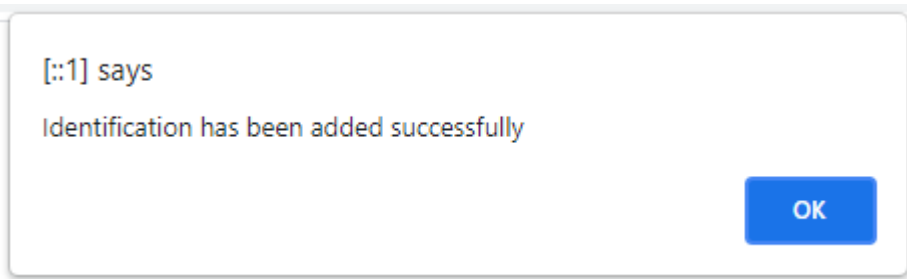 [::1] says
Identification has been added successfully
OK